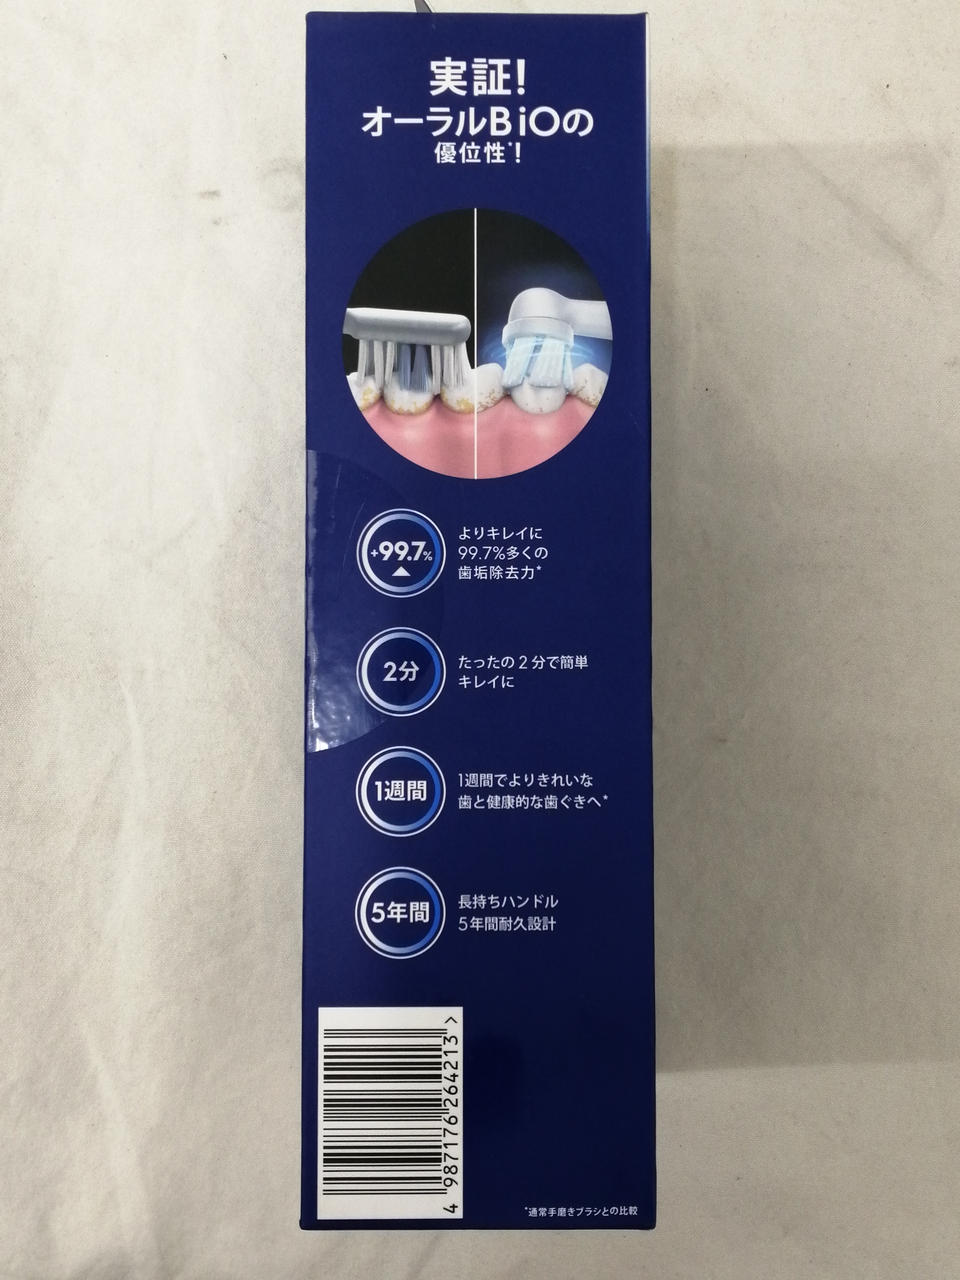 実証!
オーラルB iOの
優位性*!
+99.7%
よりキレイに
99.7%多くの
歯垢除去力*
2分
たったの2分で簡単
キレイに
1週間
1週間でよりきれいな
歯と健康的な歯ぐきへ*
5年間
長持ちハンドル
5年間耐久設計
4 987176 264213 >
*通常手磨きブラシとの比較